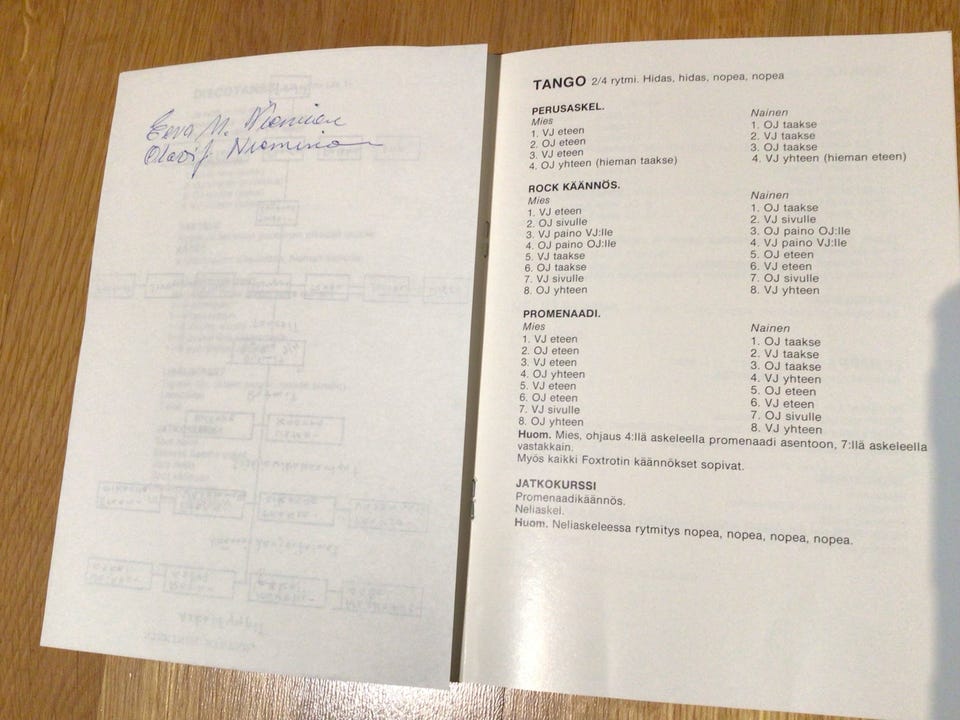 Eeva M. Nieminen
Olavi J Nieminen
TANGO 2/4 rytmi. Hidas, hidas, nopea, nopea
PERUSASKEL.
Mies
1. VJ eteen
2. OJ eteen
3. VJ eteen
4. OJ yhteen (hieman taakse)
Nainen
1. OJ taakse
2. VJ taakse
3. OJ taakse
4. VJ yhteen (hieman eteen)
ROCK KÄÄNNÖS.
Mies
1. VJ eteen
2. OJ sivulle
3. VJ paino VJ:lle
4. OJ paino OJ:lle
5. VJ taakse
6. OJ taakse
7. VJ sivulle
8. OJ yhteen
Nainen
1. OJ taakse
2. VJ sivulle
3. OJ paino OJ:lle
4. VJ paino VJ:lle
5. OJ eteen
6. VJ eteen
7. OJ sivulle
8. VJ yhteen
PROMENAADI.
Mies
1. VJ eteen
2. OJ eteen
3. VJ eteen
4. OJ yhteen
5. VJ eteen
6. OJ eteen
7. VJ sivulle
8. OJ yhteen
Nainen
1. OJ taakse
2. VJ taakse
3. OJ taakse
4. VJ yhteen
5. OJ eteen
6. VJ eteen
7. OJ sivulle
8. VJ yhteen
Huom. Mies, ohjaus 4:llä askeleella promenaadi asentoon, 7:llä askeleella
vastakkain.
Myös kaikki Foxtrotin käännökset sopivat.
JATKOKURSSI
Promenaadikäännös.
Neliaskel.
Huom. Neliaskeleessa rytmitys nopea, nopea, nopea, nopea.